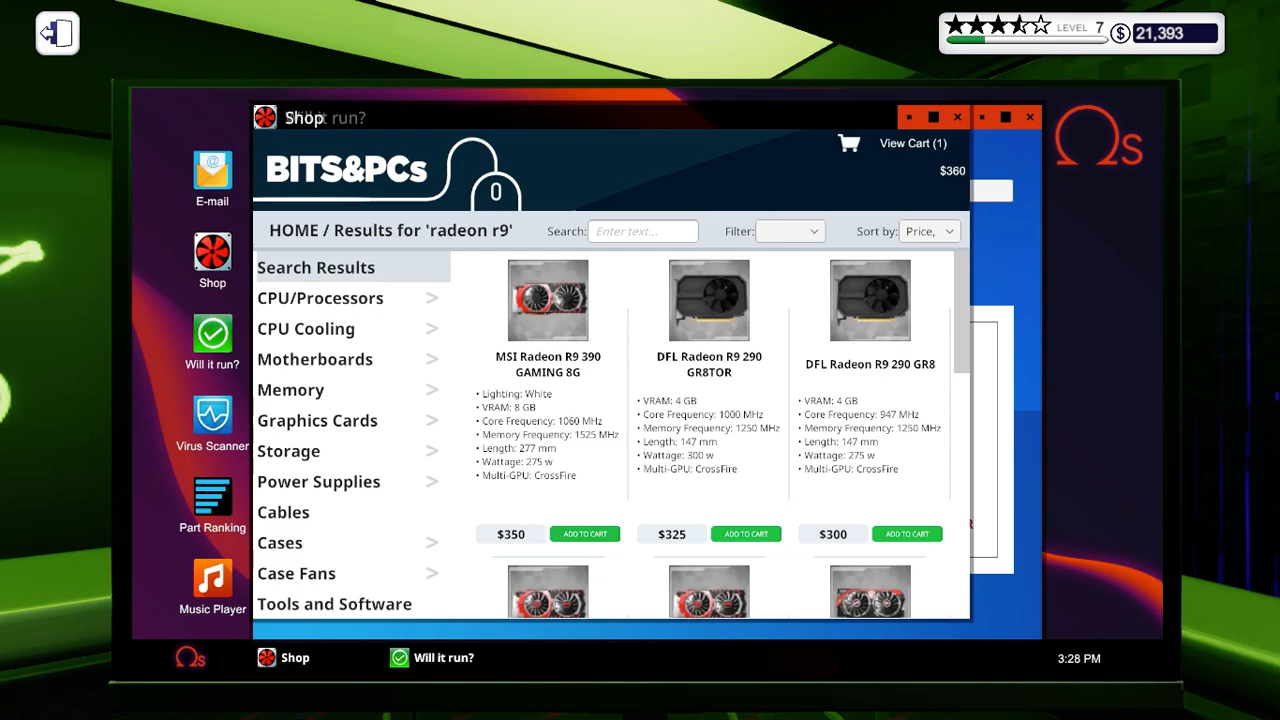 LEVEL 7
$ 21,393
Shop
run?
BITS&PCs
View Cart (1)
$360
HOME / Results for 'radeon r9'
Search: Enter text...
Filter:
Sort by: Price,
E-mail
Shop
Will it run?
Virus Scanner
Part Ranking
Music Player
Search Results
CPU/Processors >
CPU Cooling >
Motherboards >
Memory >
Graphics Cards >
Storage >
Power Supplies >
Cables
Cases >
Case Fans >
Tools and Software
MSI Radeon R9 390
GAMING 8G
• Lighting: White
• VRAM: 8 GB
• Core Frequency: 1060 MHz
• Memory Frequency: 1525 MHz
• Length: 277 mm
• Wattage: 275 w
• Multi-GPU: CrossFire
$350 ADD TO CART
DFL Radeon R9 290
GR8TOR
• VRAM: 4 GB
• Core Frequency: 1000 MHz
• Memory Frequency: 1250 MHz
• Length: 147 mm
• Wattage: 300 w
• Multi-GPU: CrossFire
$325 ADD TO CART
DFL Radeon R9 290 GR8
• VRAM: 4 GB
• Core Frequency: 947 MHz
• Memory Frequency: 1250 MHz
• Length: 147 mm
• Wattage: 275 w
• Multi-GPU: CrossFire
$300 ADD TO CART
Ωs
Ωs
Shop
Will it run?
3:28 PM